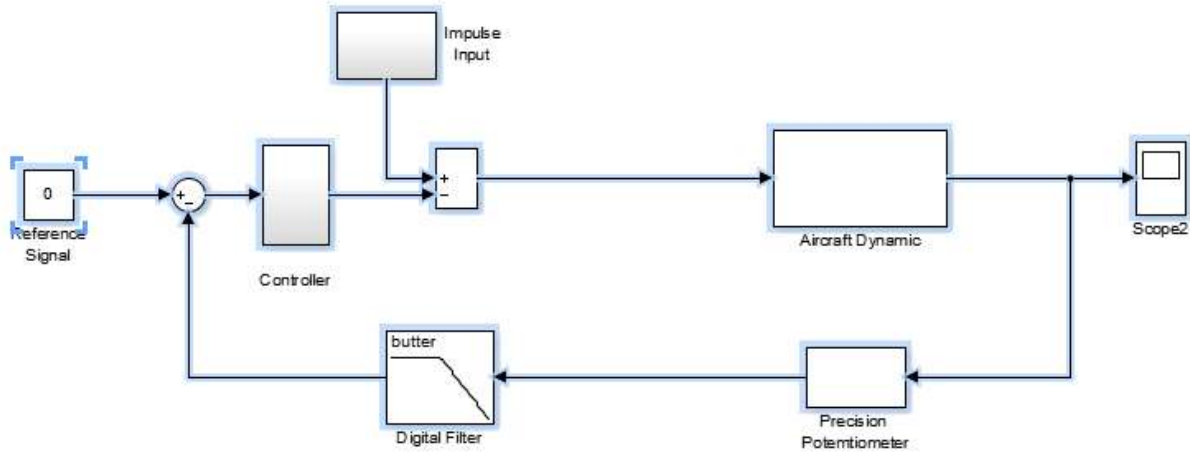 Impulse
Input
0
+
-
+
-
Reference
Signal
Controller
Aircraft Dynamic
Scope2
butter
Digital Filter
Precision
Potemtiometer